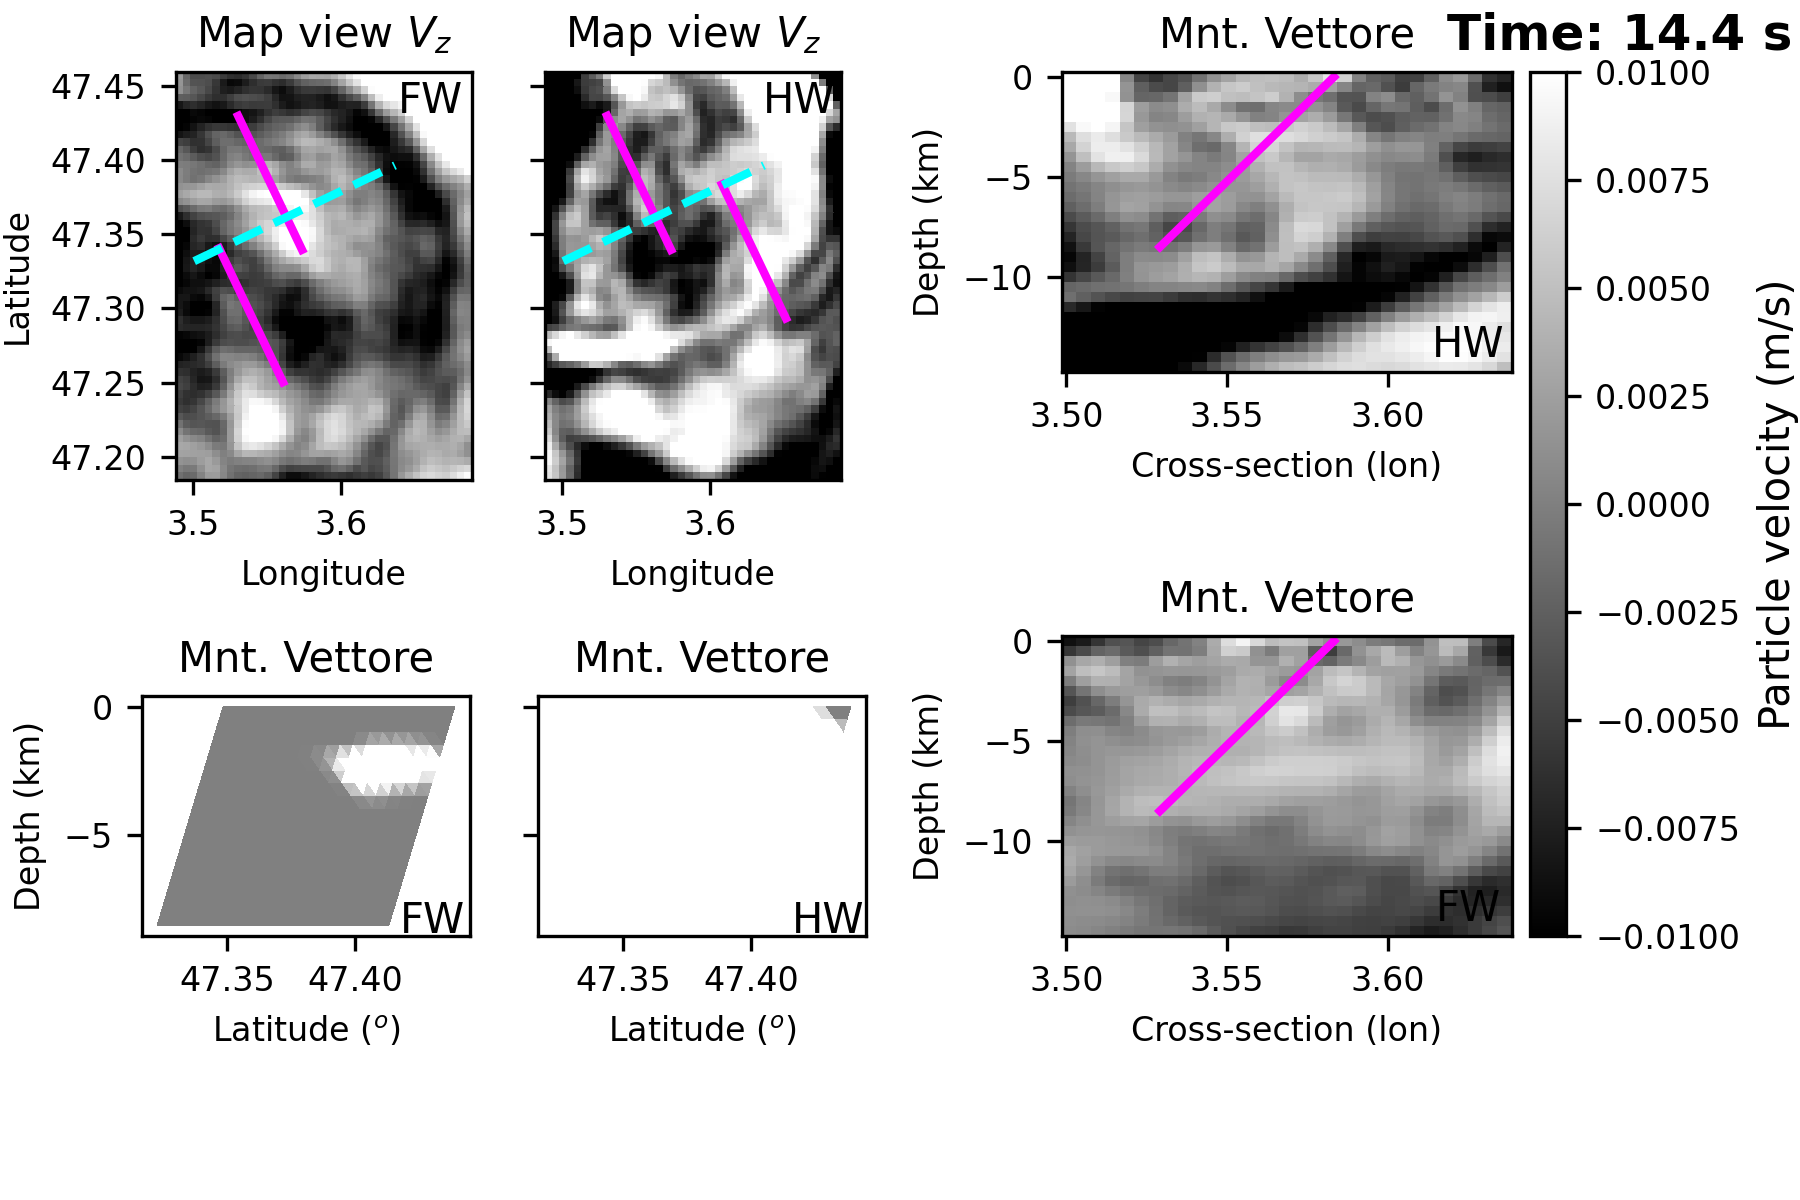 Map view Vz
FW
47.45
47.40
47.35
47.30
47.25
47.20
Latitude
3.5 3.6
Longitude
Map view Vz
HW
3.5 3.6
Longitude
Mnt. Vettore
Time: 14.4 s
0
−5
−10
Depth (km)
HW
3.50 3.55 3.60
Cross-section (lon)
0.0100
0.0075
0.0050
0.0025
0.0000
−0.0025
−0.0050
−0.0075
−0.0100
Particle velocity (m/s)
Mnt. Vettore
0
−5
Depth (km)
FW
47.35 47.40
Latitude (o)
Mnt. Vettore
HW
47.35 47.40
Latitude (o)
Mnt. Vettore
0
−5
−10
Depth (km)
FW
3.50 3.55 3.60
Cross-section (lon)